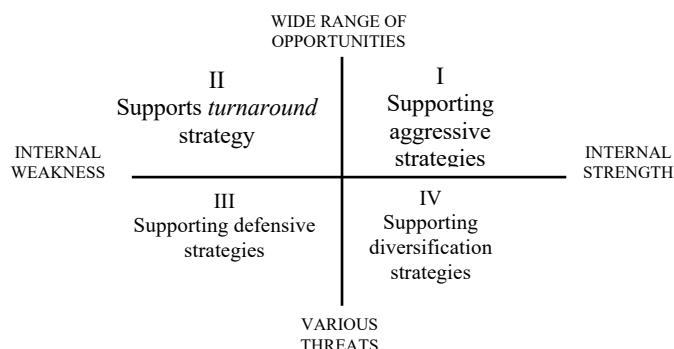 WIDE RANGE OF
OPPORTUNITIES
II
Supports turnaround
strategy
I
Supporting
aggressive
strategies
INTERNAL
WEAKNESS
INTERNAL
STRENGTH
III
Supporting defensive
strategies
IV
Supporting
diversification
strategies
VARIOUS
THREATS